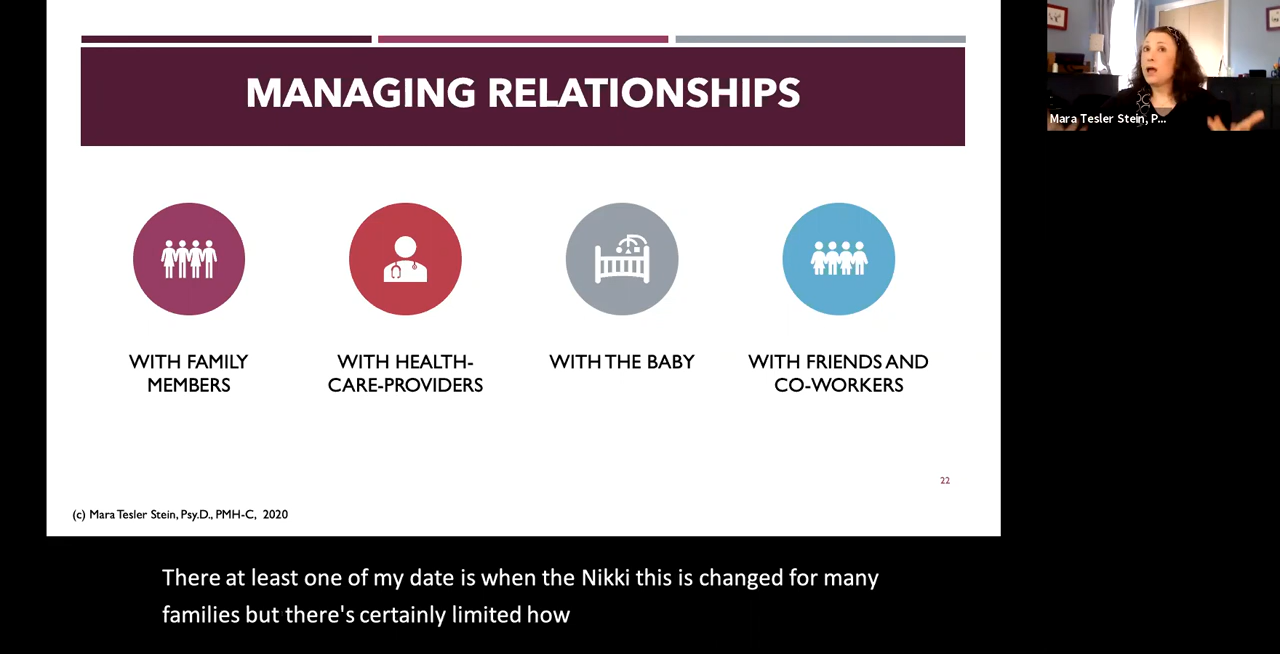 MANAGING RELATIONSHIPS
WITH FAMILY
MEMBERS
WITH HEALTH-
CARE-PROVIDERS
WITH THE BABY
WITH FRIENDS AND
CO-WORKERS
22
(c) Mara Tesler Stein, Psy.D., PMH-C, 2020
Mara Tesler Stein, P...
There at least one of my date is when the Nikki this is changed for many
families but there's certainly limited how